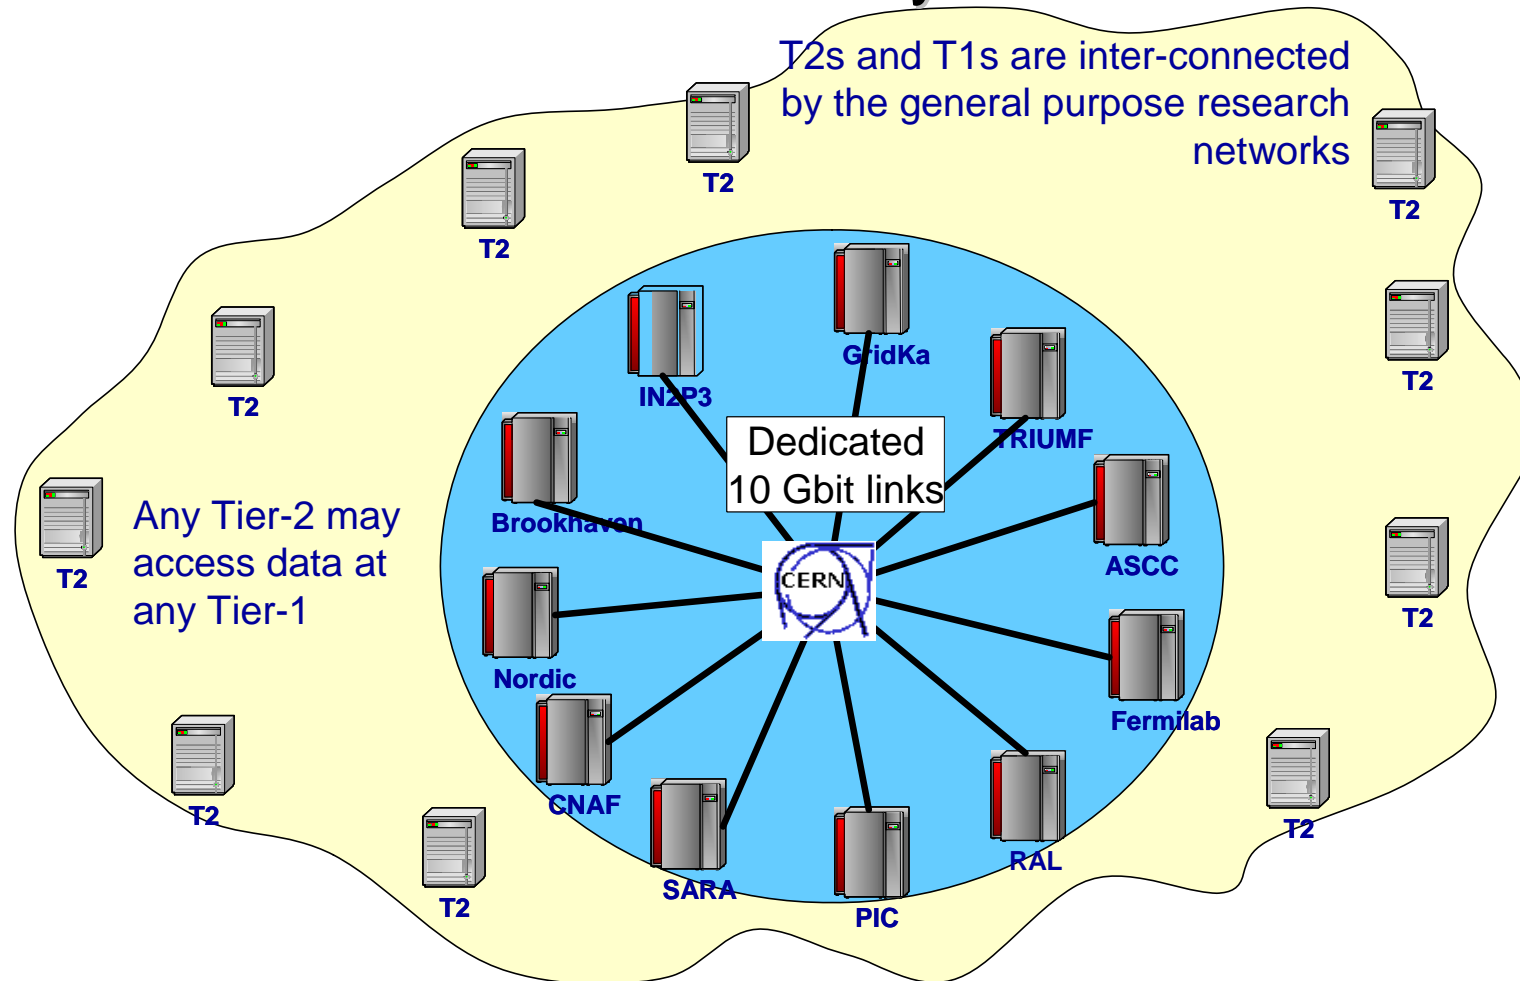 T2s and T1s are inter-connected
by the general purpose research
networks
T2
T2
T2
T2
GridKa
IN2P3
TRIUMF
T2
T2
Dedicated
10 Gbit links
Brookhaven
ASCC
Any Tier-2 may
access data at
any Tier-1
T2
CERN
T2
Nordic
Fermilab
CNAF
T2
T2
RAL
SARA
T2
PIC